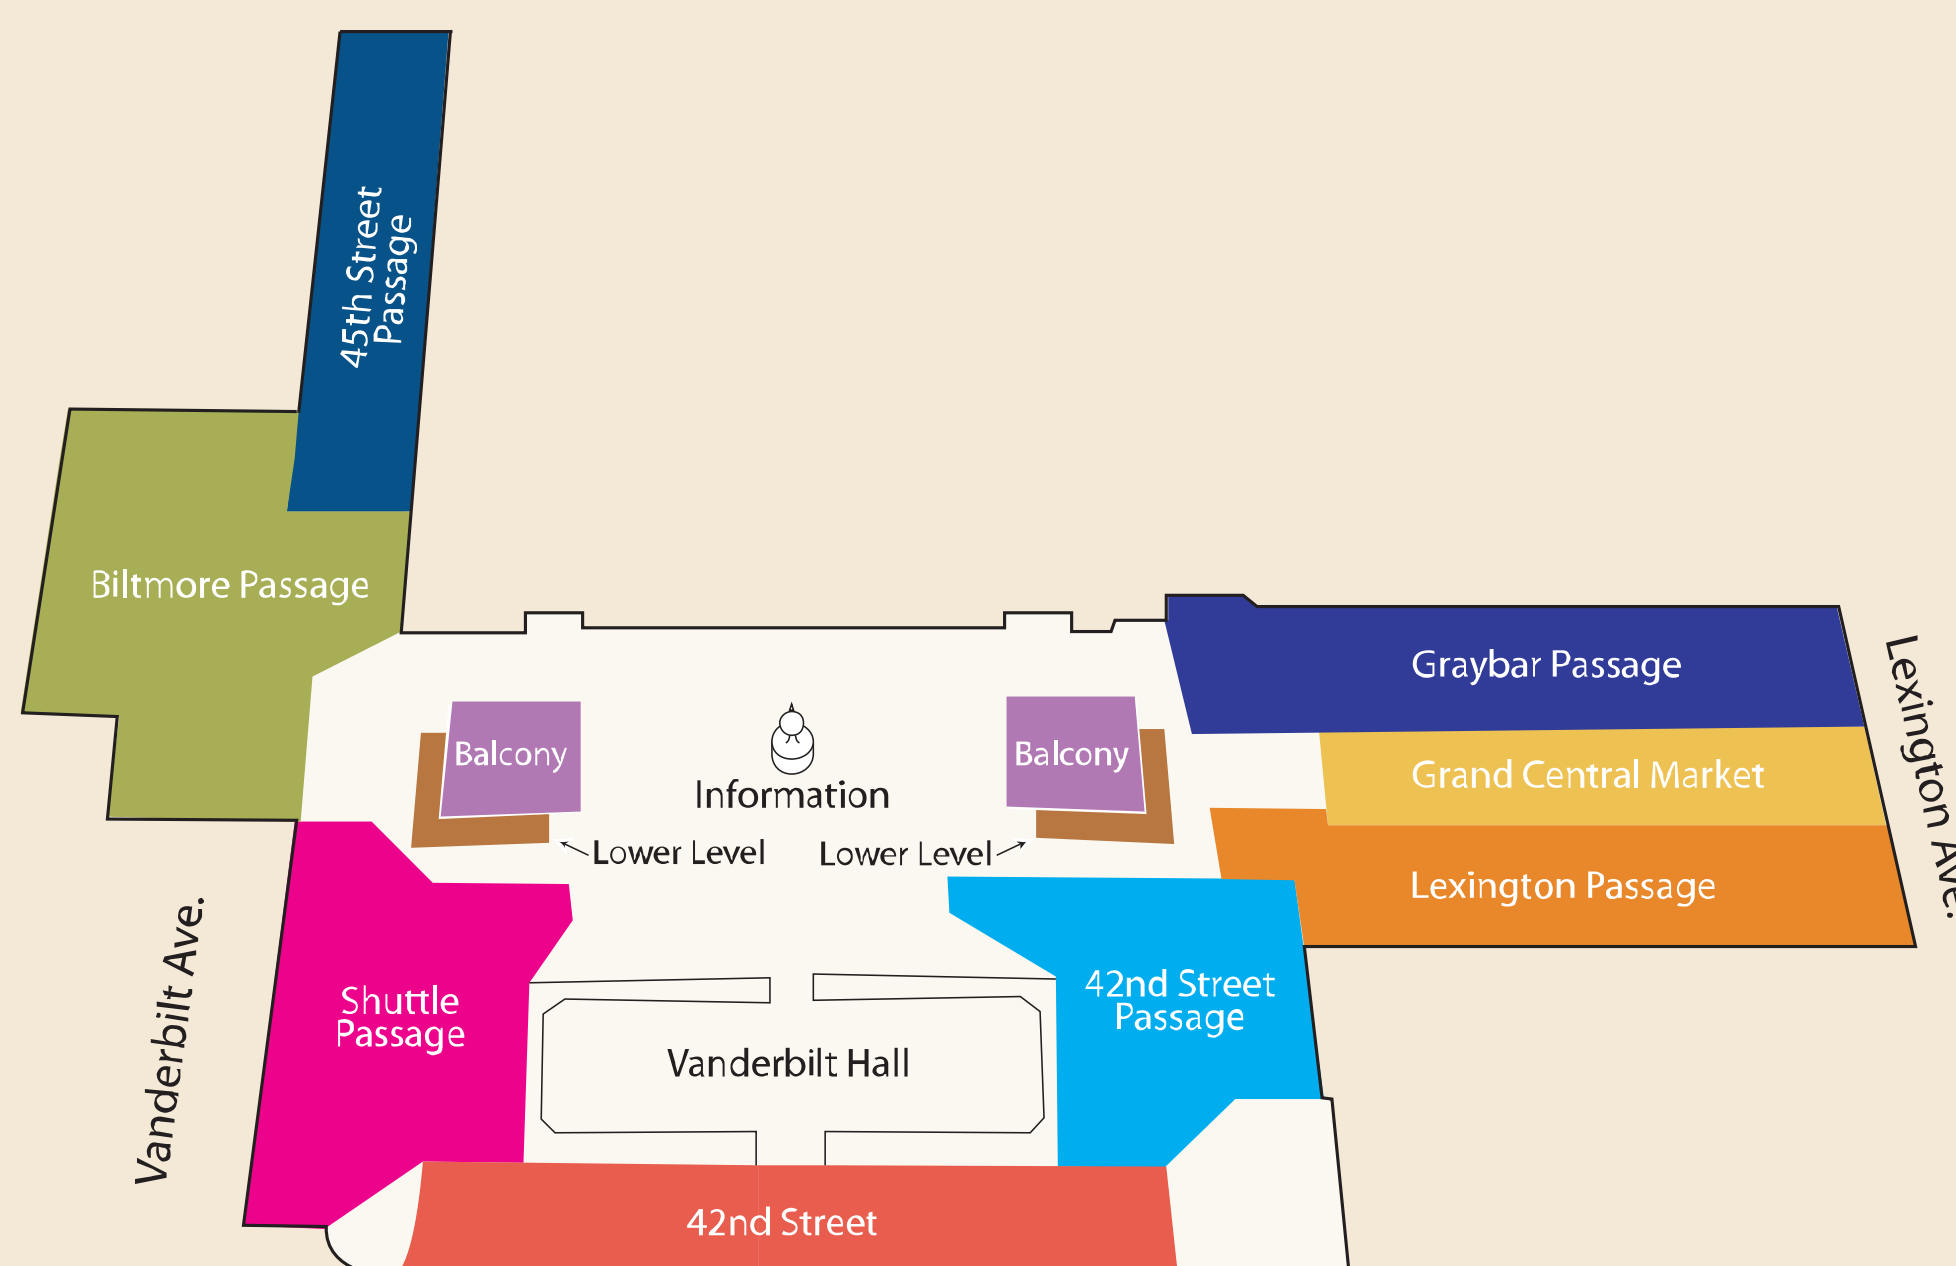 45th Street
Passage
Biltmore Passage
Graybar Passage
Lexington Ave.
Balcony
Balcony
Grand Central Market
Information
Lower Level
Lower Level
Lexington Passage
Vanderbilt Ave.
Shuttle
Passage
42nd Street
Passage
Vanderbilt Hall
42nd Street